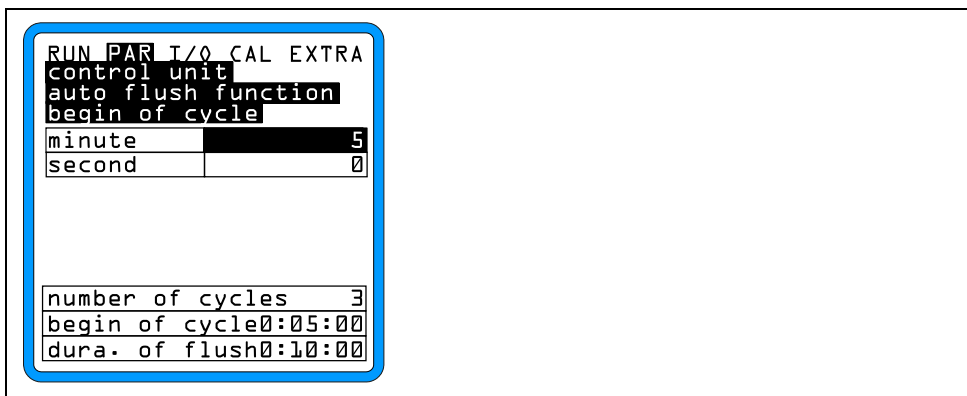 RUN PAR I/O CAL EXTRA
control unit
auto flush function
begin of cycle
minute 5
second 0
number of cycles 3
begin of cycle0:05:00
dura. of flush0:10:00